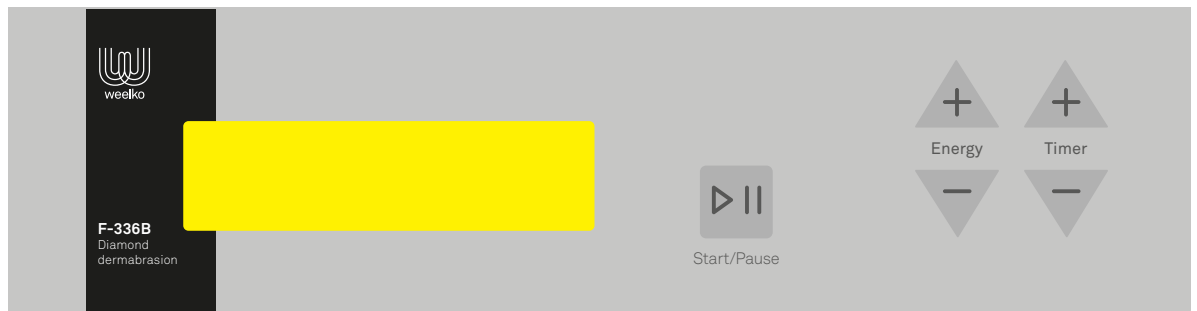 weelko
F-336B
Diamond
dermabrasion
Start/Pause
Energy
Timer